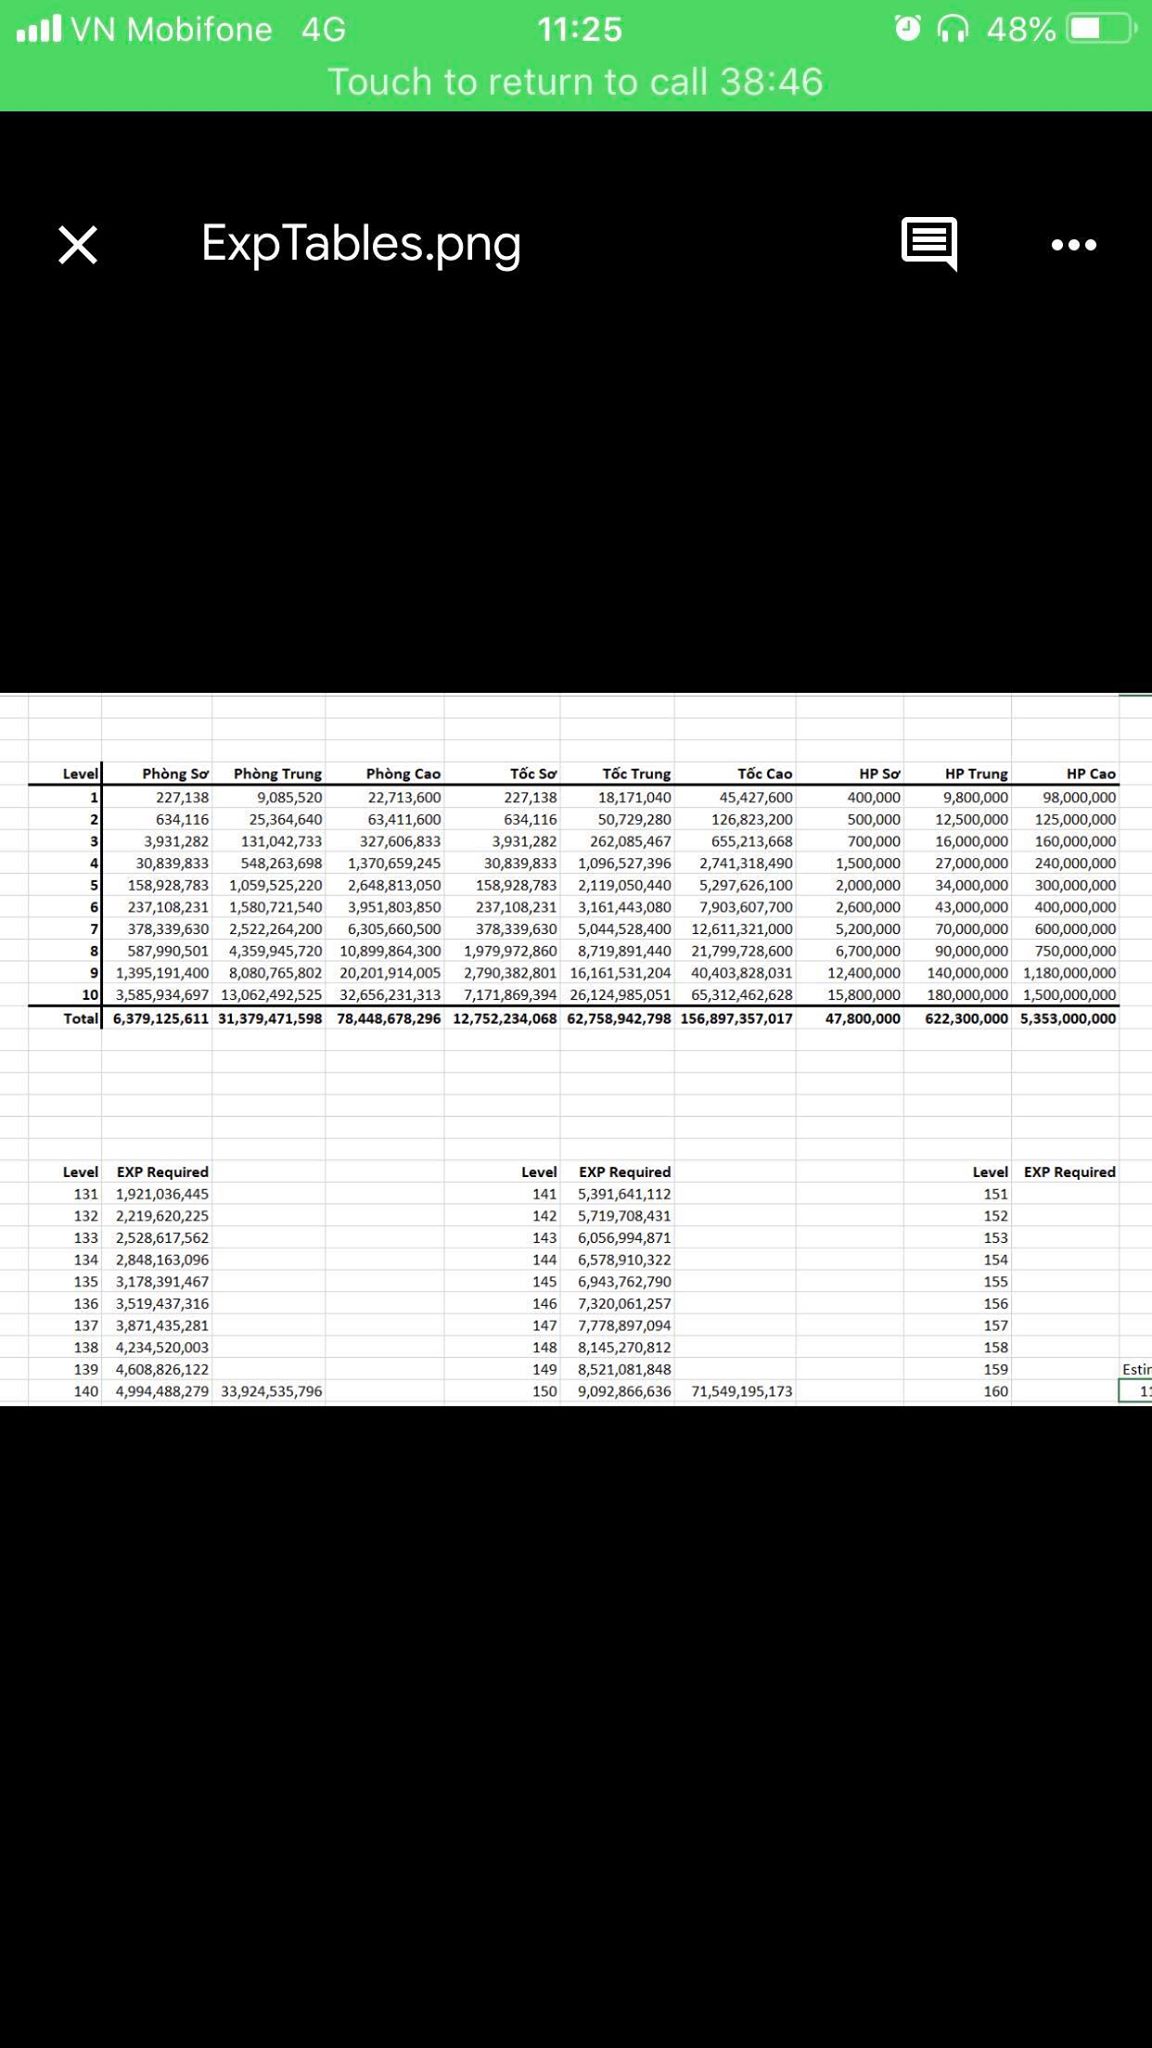 VN Mobifone 4G 11:25 48%
Touch to return to call 38:46
ExpTables.png
Level Phòng Sơ Phòng Trung Phòng Cao Tốc Sơ Tốc Trung Tốc Cao HP Sơ HP Trung HP Cao
1 227,138 9,085,520 22,713,600 227,138 18,171,040 45,427,600 400,000 9,800,000 98,000,000
2 634,116 25,364,640 63,411,600 634,116 50,729,280 126,823,200 500,000 12,500,000 125,000,000
3 3,931,282 131,042,733 327,606,833 3,931,282 262,085,467 655,213,668 700,000 16,000,000 160,000,000
4 30,839,833 548,263,698 1,370,659,245 30,839,833 1,096,527,396 2,741,318,490 1,500,000 27,000,000 240,000,000
5 158,928,783 1,059,525,220 2,648,813,050 158,928,783 2,119,050,440 5,297,626,100 2,000,000 34,000,000 300,000,000
6 237,108,231 1,580,721,540 3,951,803,850 237,108,231 3,161,443,080 7,903,607,700 2,600,000 43,000,000 400,000,000
7 378,339,630 2,522,264,200 6,305,660,500 378,339,630 5,044,528,400 12,611,321,000 5,200,000 70,000,000 600,000,000
8 587,990,501 4,359,945,720 10,899,864,300 1,979,972,860 8,719,891,440 21,799,728,600 6,700,000 90,000,000 750,000,000
9 1,395,191,400 8,080,765,802 20,201,914,005 2,790,382,801 16,161,531,204 40,403,828,031 12,400,000 140,000,000 1,180,000,000
10 3,585,934,697 13,062,492,525 32,656,231,313 7,171,869,394 26,124,985,051 65,312,462,628 15,800,000 180,000,000 1,500,000,000
Total 6,379,125,611 31,379,471,598 78,448,678,296 12,752,234,068 62,758,942,798 156,897,357,017 47,800,000 622,300,000 5,353,000,000
Level EXP Required Level EXP Required Level EXP Required
131 1,921,036,445 141 5,391,641,112 151
132 2,219,620,225 142 5,719,708,431 152
133 2,528,617,562 143 6,056,994,871 153
134 2,848,163,096 144 6,578,910,322 154
135 3,178,391,467 145 6,943,762,790 155
136 3,519,437,316 146 7,320,061,257 156
137 3,871,435,281 147 7,778,897,094 157
138 4,234,520,003 148 8,145,270,812 158
139 4,608,826,122 149 8,521,081,848 159
140 4,994,488,279 33,924,535,796 150 9,092,866,636 71,549,195,173 160